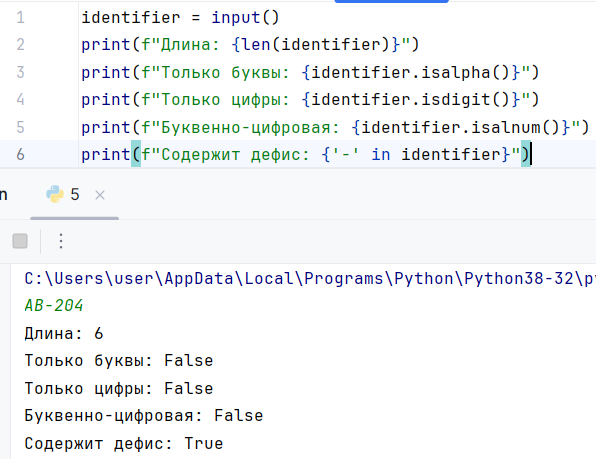 1 identifier = input()
2 print(f"Длина: {len(identifier)}")
3 print(f"Только буквы: {identifier.isalpha()}")
4 print(f"Только цифры: {identifier.isdigit()}")
5 print(f"Буквенно-цифровая: {identifier.isalnum()}")
6 print(f"Содержит дефис: {'-' in identifier}")
n 5 ×
C:\Users\user\AppData\Local\Programs\Python\Python38-32\p
AB-204
Длина: 6
Только буквы: False
Только цифры: False
Буквенно-цифровая: False
Содержит дефис: True